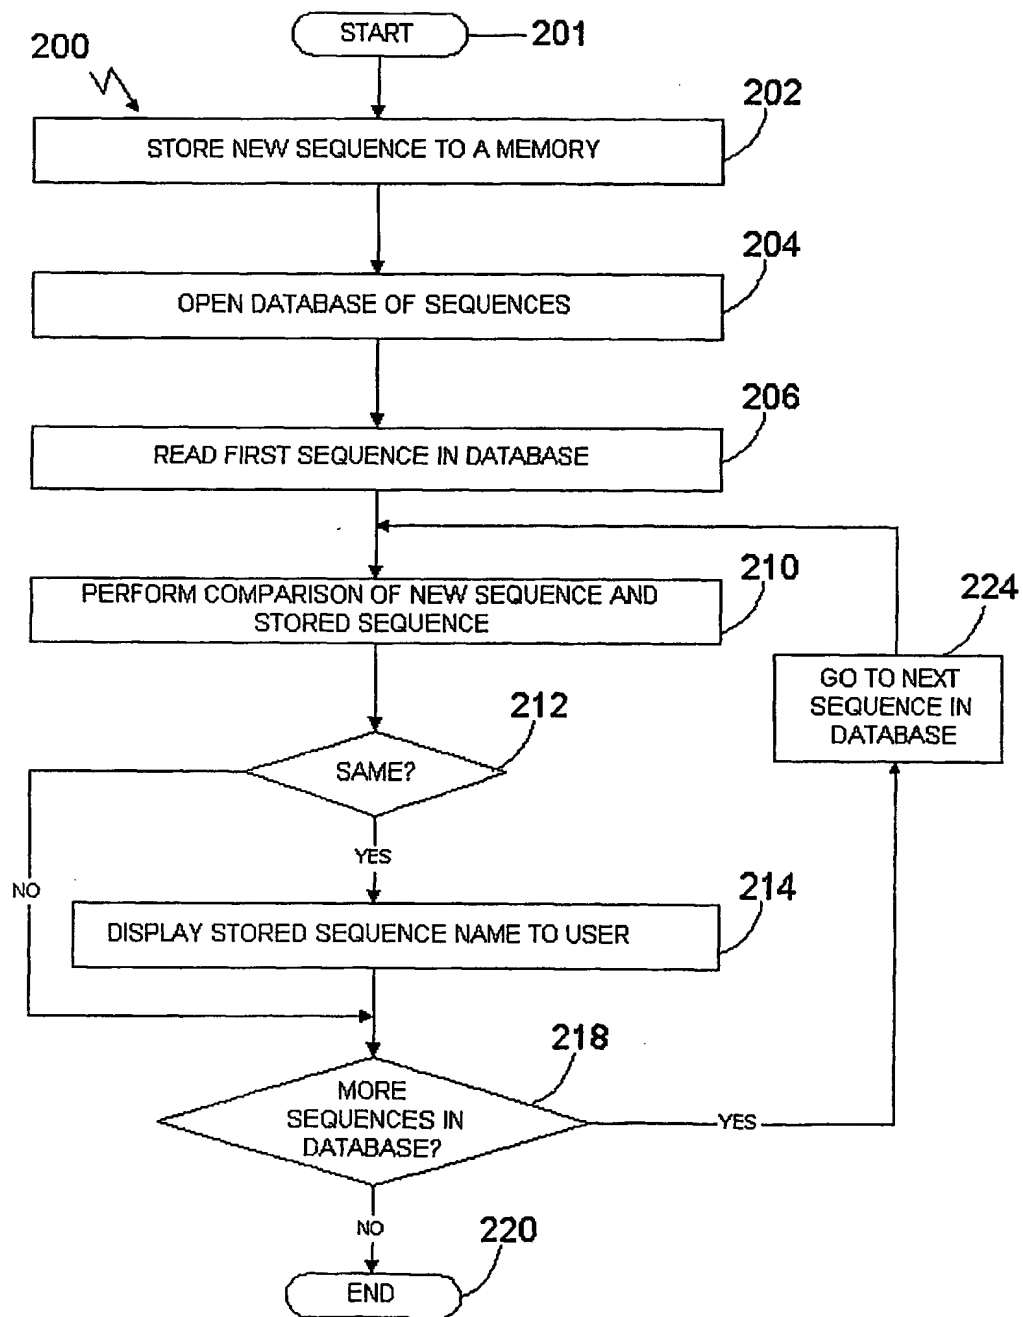 START
201
200
202
STORE NEW SEQUENCE TO A MEMORY
204
OPEN DATABASE OF SEQUENCES
206
READ FIRST SEQUENCE IN DATABASE
210
PERFORM COMPARISON OF NEW SEQUENCE AND
STORED SEQUENCE
224
GO TO NEXT
SEQUENCE IN
DATABASE
212
SAME?
YES
NO
214
DISPLAY STORED SEQUENCE NAME TO USER
218
MORE
SEQUENCES IN
DATABASE?
YES
NO
220
END